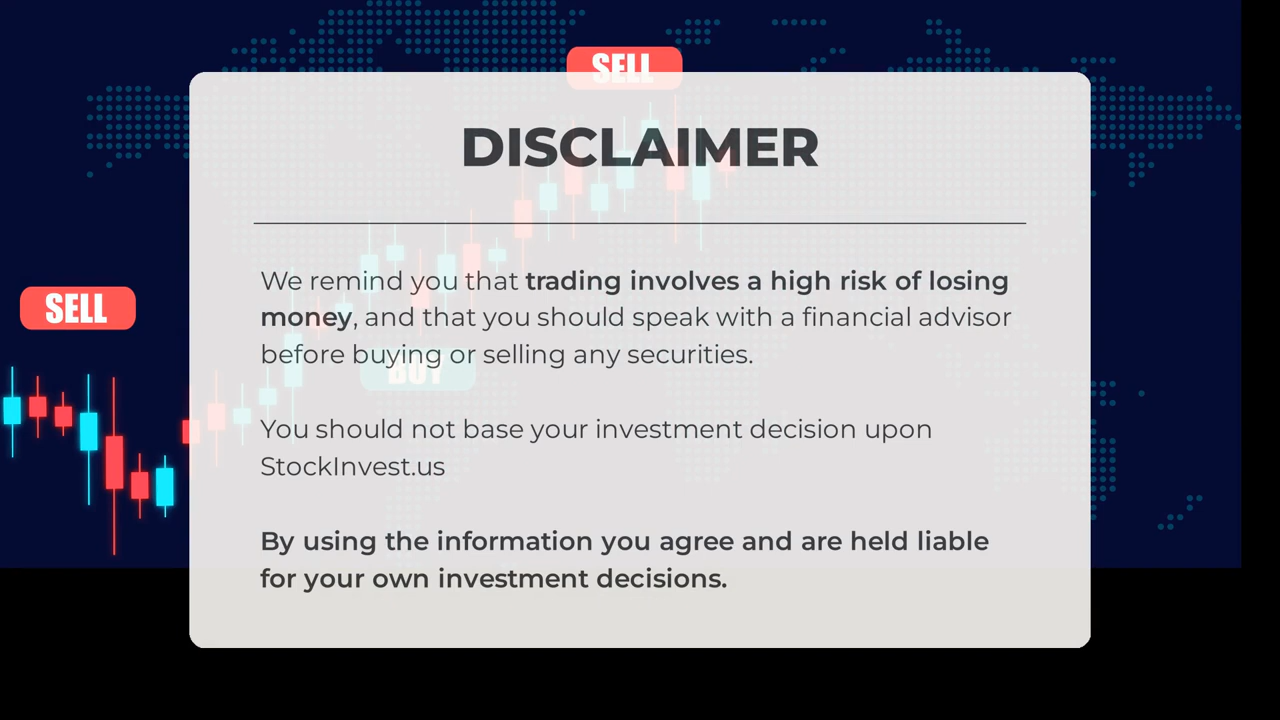 SELL
DISCLAIMER
We remind you that trading involves a high risk of losing
money, and that you should speak with a financial advisor
before buying or selling any securities.
BUY
You should not base your investment decision upon
StockInvest.us
By using the information you agree and are held liable
for your own investment decisions.
SELL